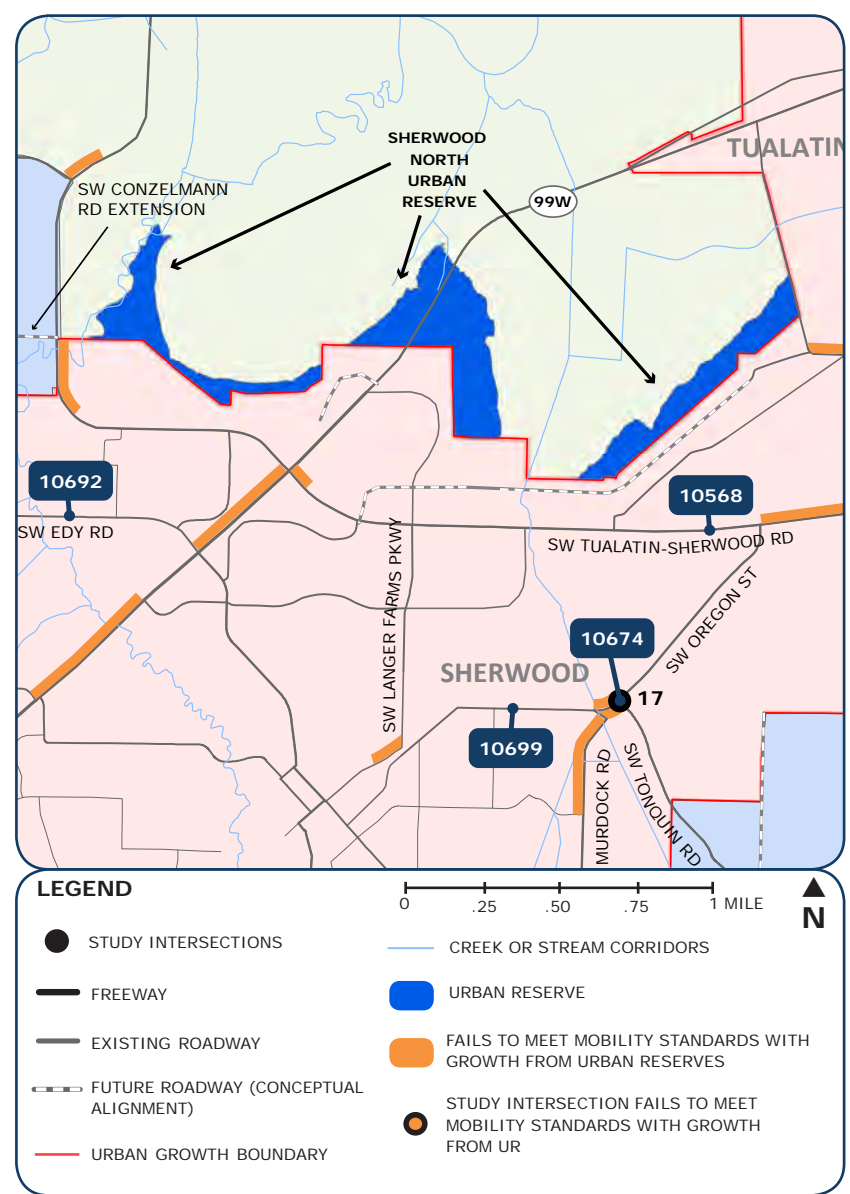 SHERWOOD
NORTH
URBAN
RESERVE
TUALATIN
SW CONZELMANN
RD EXTENSION
99W
10692
SW EDY RD
10568
SW TUALATIN-SHERWOOD RD
SW LANGER FARMS PKWY
SW OREGON ST
10674
SHERWOOD
17
10699
MURDOCK RD
SW TONQUIN RD
LEGEND
0 .25 .50 .75 1 MILE
N
STUDY INTERSECTIONS
FREEWAY
EXISTING ROADWAY
FUTURE ROADWAY (CONCEPTUAL
ALIGNMENT)
URBAN GROWTH BOUNDARY
CREEK OR STREAM CORRIDORS
URBAN RESERVE
FAILS TO MEET MOBILITY STANDARDS WITH
GROWTH FROM URBAN RESERVES
STUDY INTERSECTION FAILS TO MEET
MOBILITY STANDARDS WITH GROWTH
FROM UR